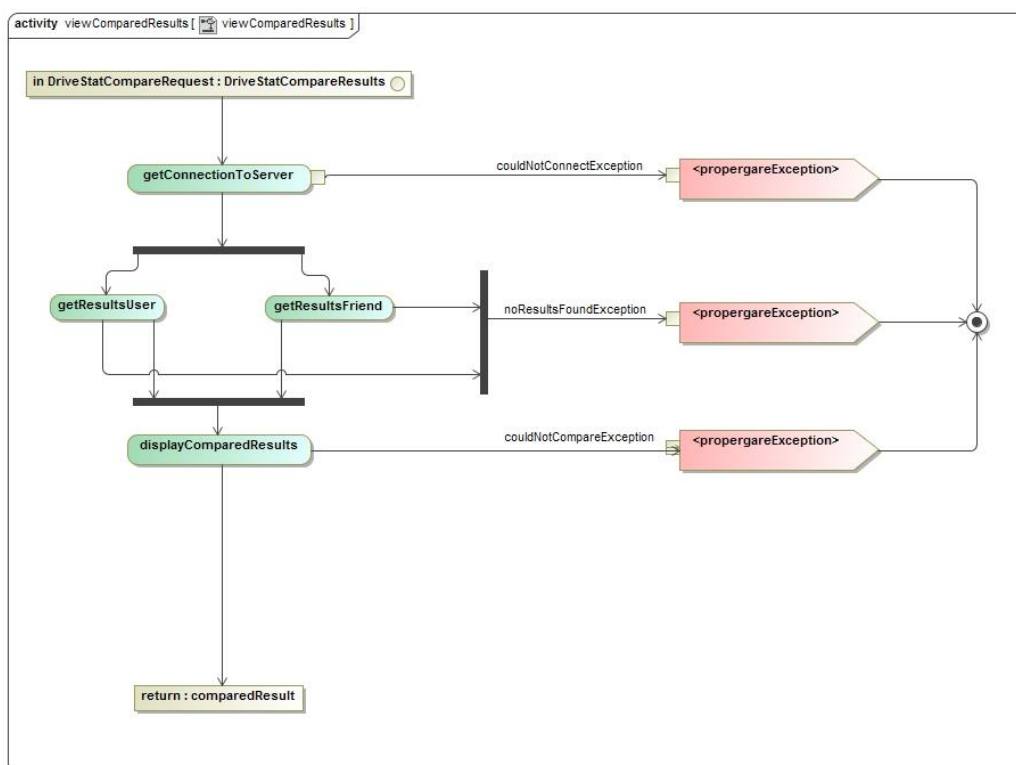 activity viewComparedResults [ viewComparedResults ]
in DriveStatCompareRequest : DriveStatCompareResults
getConnectionToServer
couldNotConnectException
<propergareException>
getResultsUser
getResultsFriend
noResultsFoundException
<propergareException>
displayComparedResults
couldNotCompareException
<propergareException>
return : comparedResult